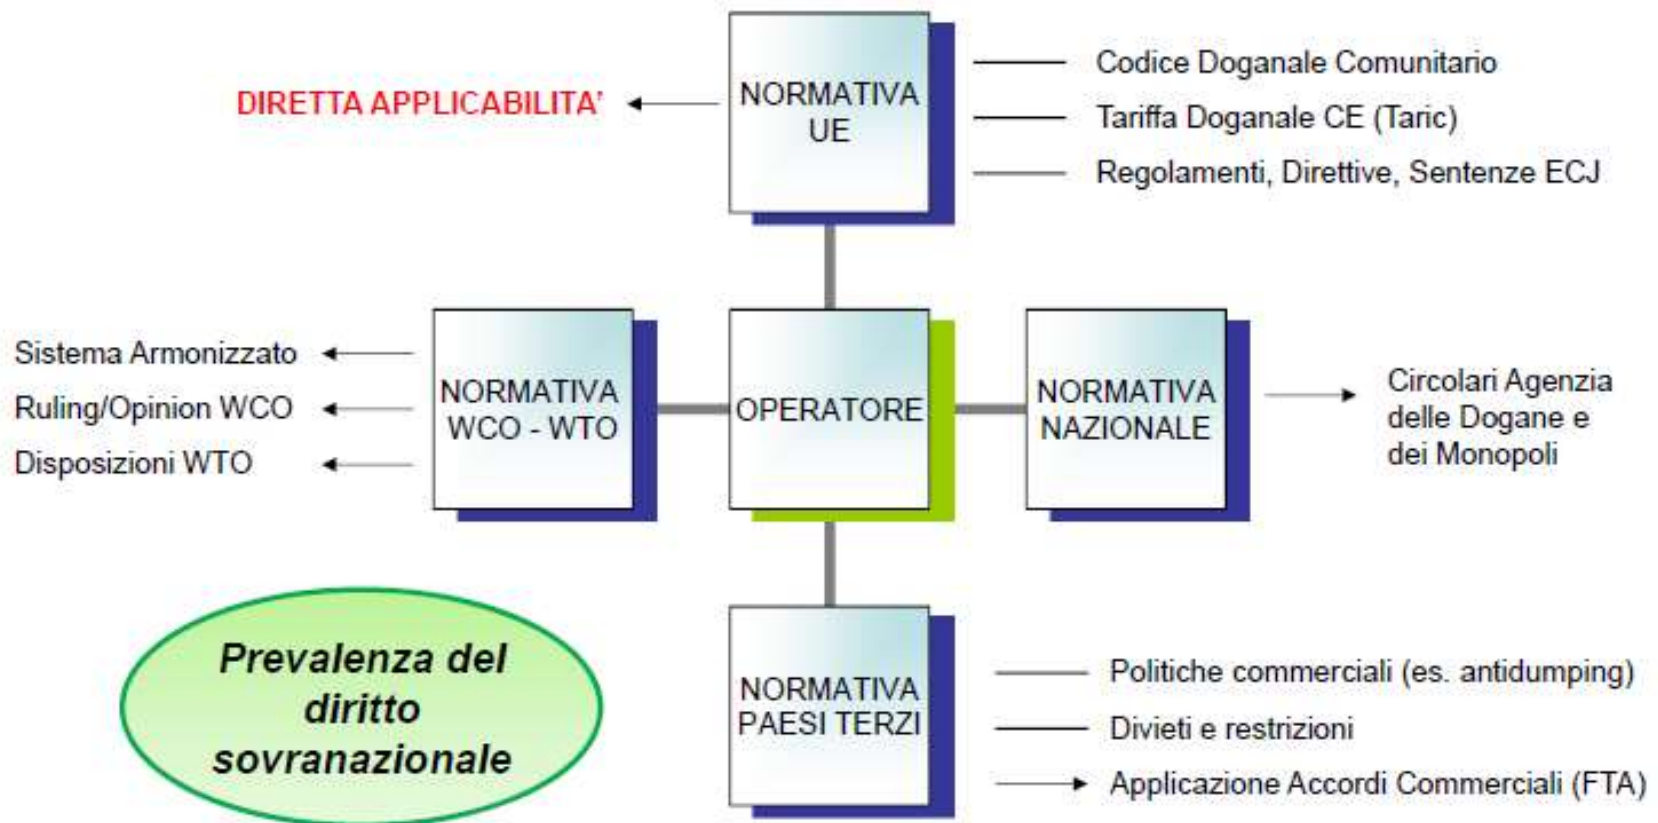 NORMATIVA
UE
DIRETTA APPLICABILITA'
Codice Doganale Comunitario
Tariffa Doganale CE (Taric)
Regolamenti, Direttive, Sentenze ECJ
Sistema Armonizzato
Ruling/Opinion WCO
Disposizioni WTO
NORMATIVA
WCO - WTO
OPERATORE
NORMATIVA
NAZIONALE
Circolari Agenzia
delle Dogane e
dei Monopoli
Prevalenza del
diritto
sovranazionale
NORMATIVA
PAESI TERZI
Politiche commerciali (es. antidumping)
Divieti e restrizioni
Applicazione Accordi Commerciali (FTA)